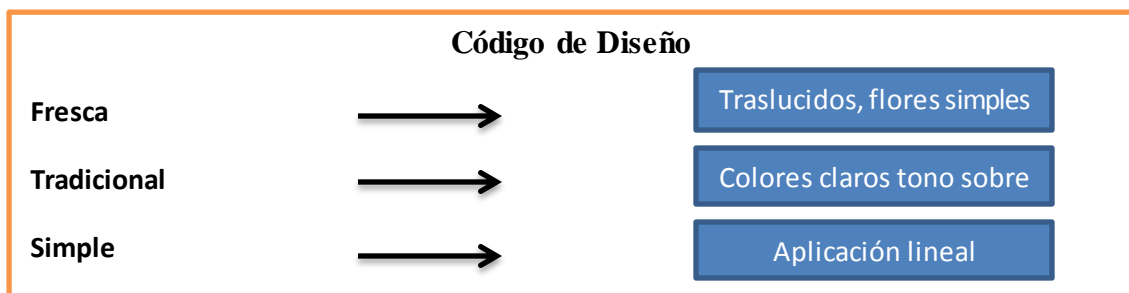 Código de Diseño
Fresca
Traslucidos, flores simples
Tradicional
Colores claros tono sobre
Simple
Aplicación lineal